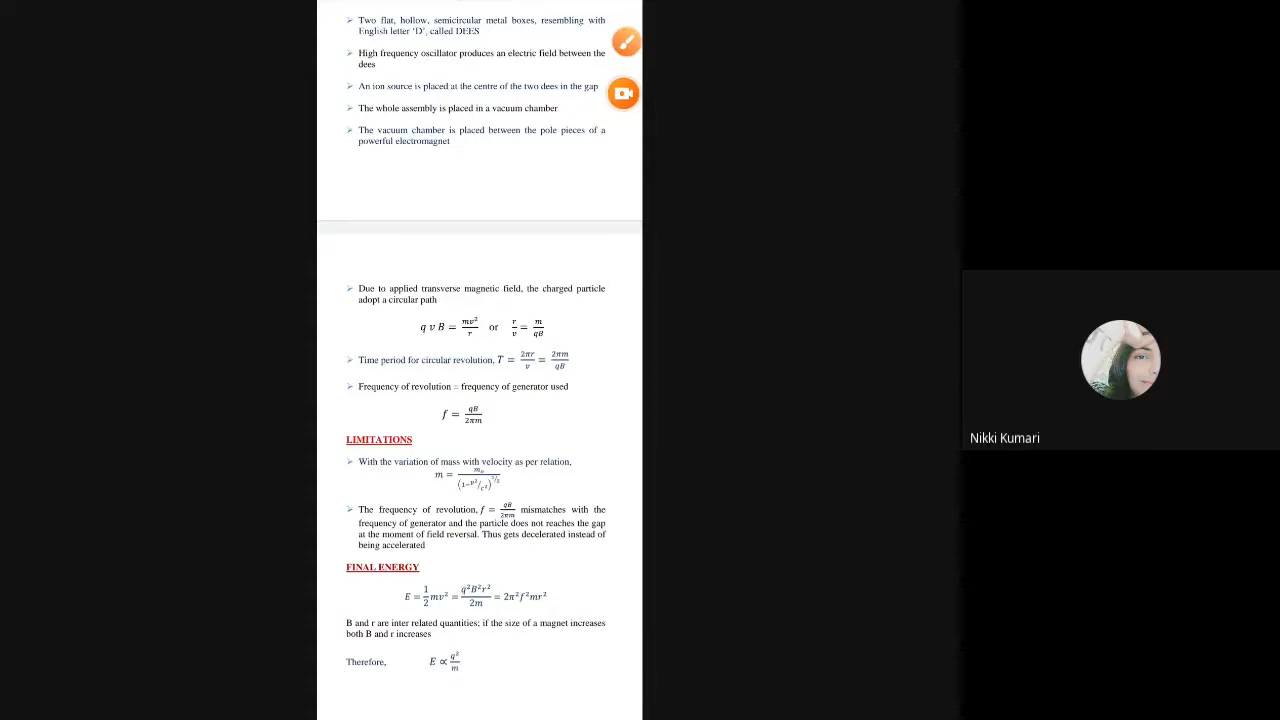 ➢ Two flat, hollow, semicircular metal boxes, resembling with
English letter ‘D’, called DEES
➢ High frequency oscillator produces an electric field between the
dees
➢ An ion source is placed at the centre of the two dees in the gap
➢ The whole assembly is placed in a vacuum chamber
➢ The vacuum chamber is placed between the pole pieces of a
powerful electromagnet
➢ Due to applied transverse magnetic field, the charged particle
adopt a circular path
q v B = mv²/r or r/v = m/qB
➢ Time period for circular revolution, T = 2πr/v = 2πm/qB
➢ Frequency of revolution = frequency of generator used
f = qB/2πm
LIMITATIONS
➢ With the variation of mass with velocity as per relation,
m = m₀/(1−v²/c²)^1/2
➢ The frequency of revolution, f = qB/2πm mismatches with the
frequency of generator and the particle does not reaches the gap
at the moment of field reversal. Thus gets decelerated instead of
being accelerated
FINAL ENERGY
E = 1/2 mv² = q²B²r²/2m = 2π²f²mr²
B and r are inter related quantities; if the size of a magnet increases
both B and r increases
Therefore, E ∝ q²/m
Nikki Kumari